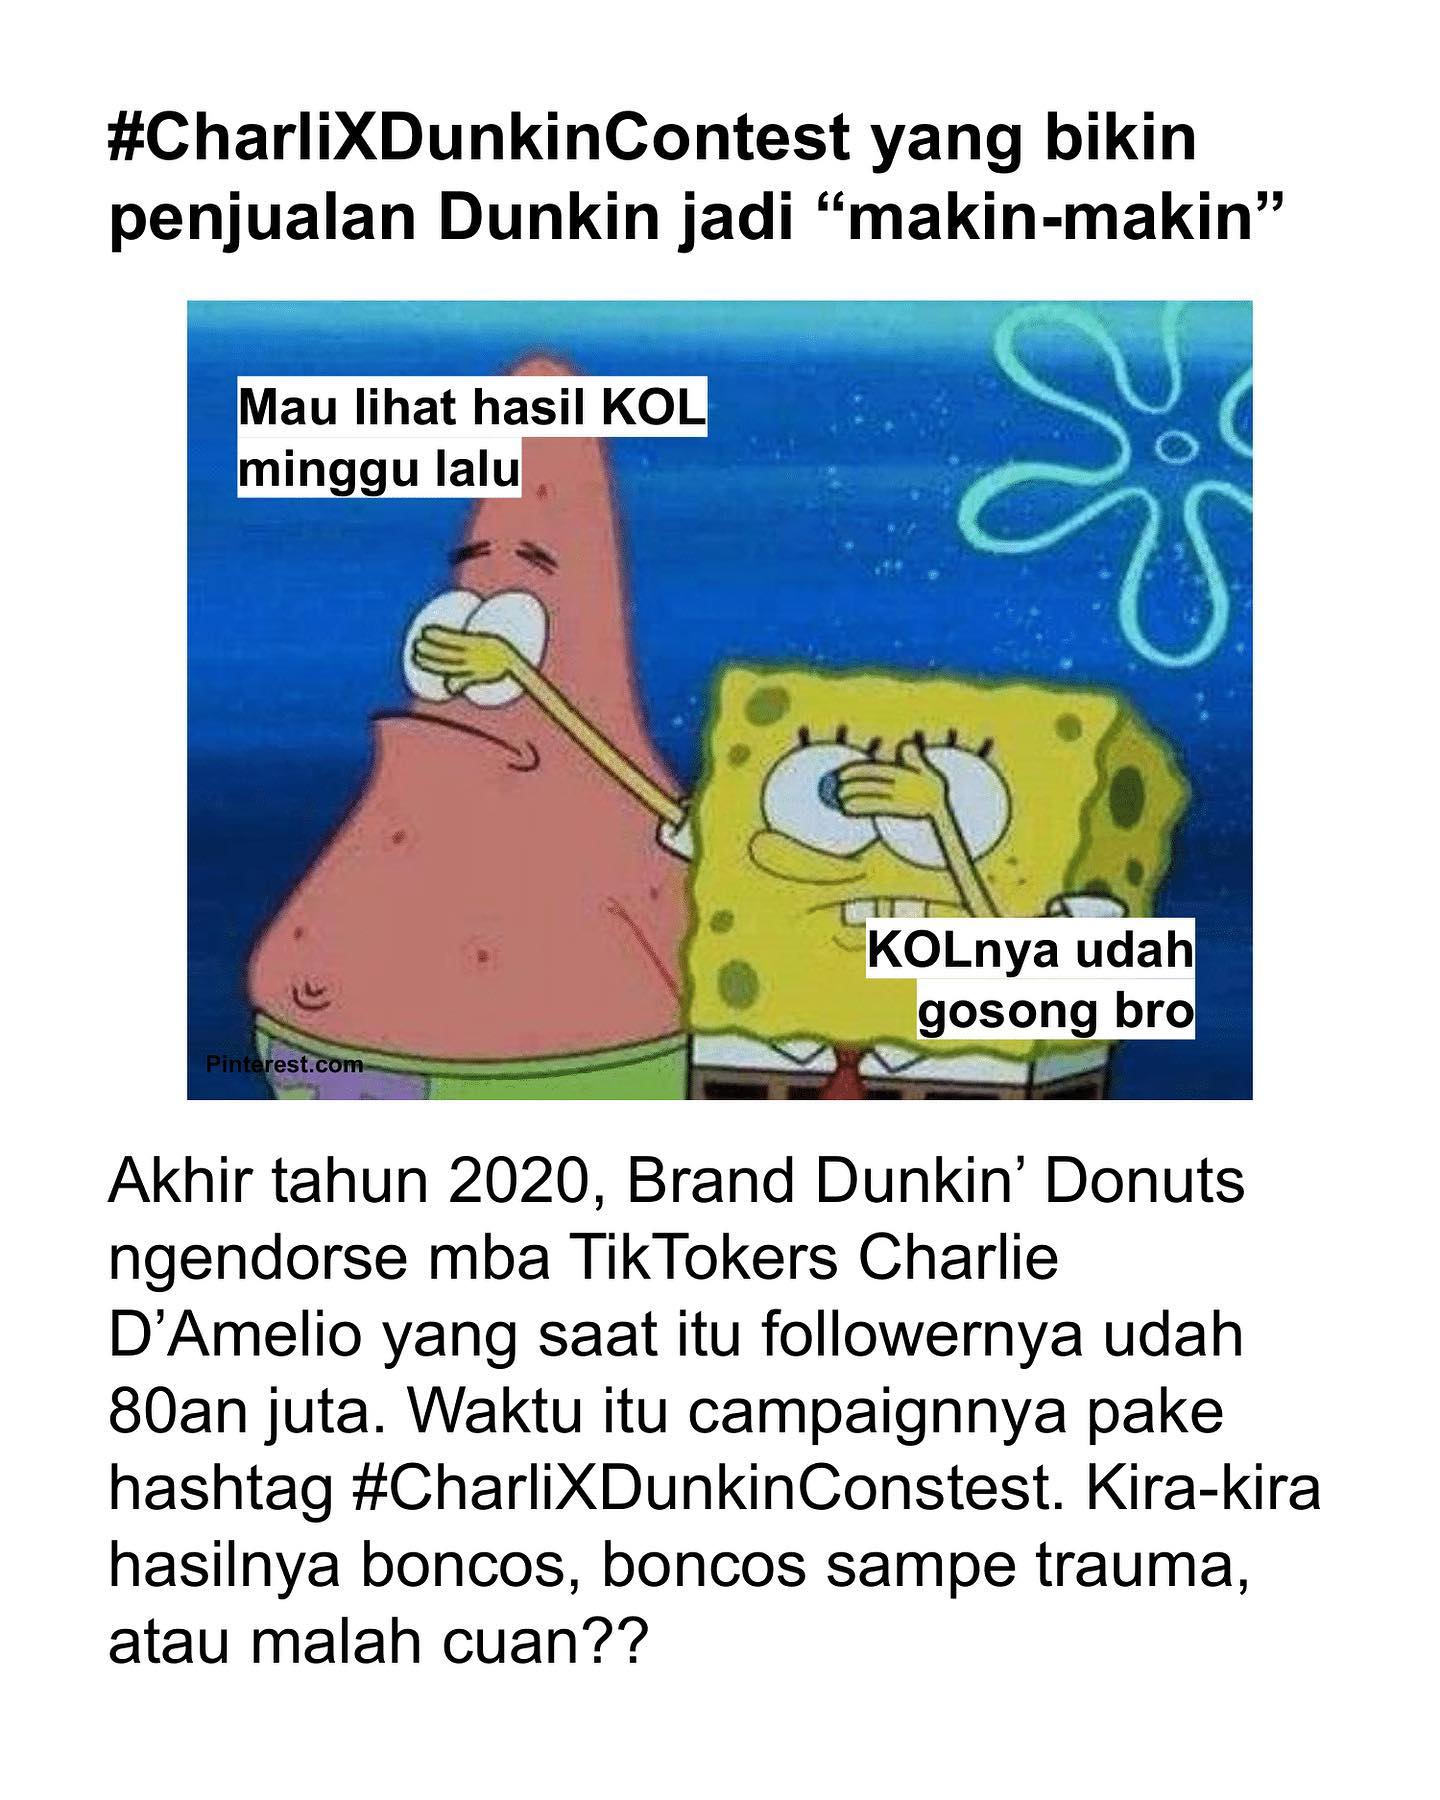 #CharliXDunkinContest yang bikin
penjualan Dunkin jadi “makin-makin”
Mau lihat hasil KOL
minggu lalu
KOLnya udah
gosong bro
Pinterest.com
Akhir tahun 2020, Brand Dunkin’ Donuts
ngendorse mba TikTokers Charlie
D’Amelio yang saat itu followernya udah
80an juta. Waktu itu campaignnya pake
hashtag #CharliXDunkinConstest. Kira-kira
hasilnya boncos, boncos sampe trauma,
atau malah cuan??